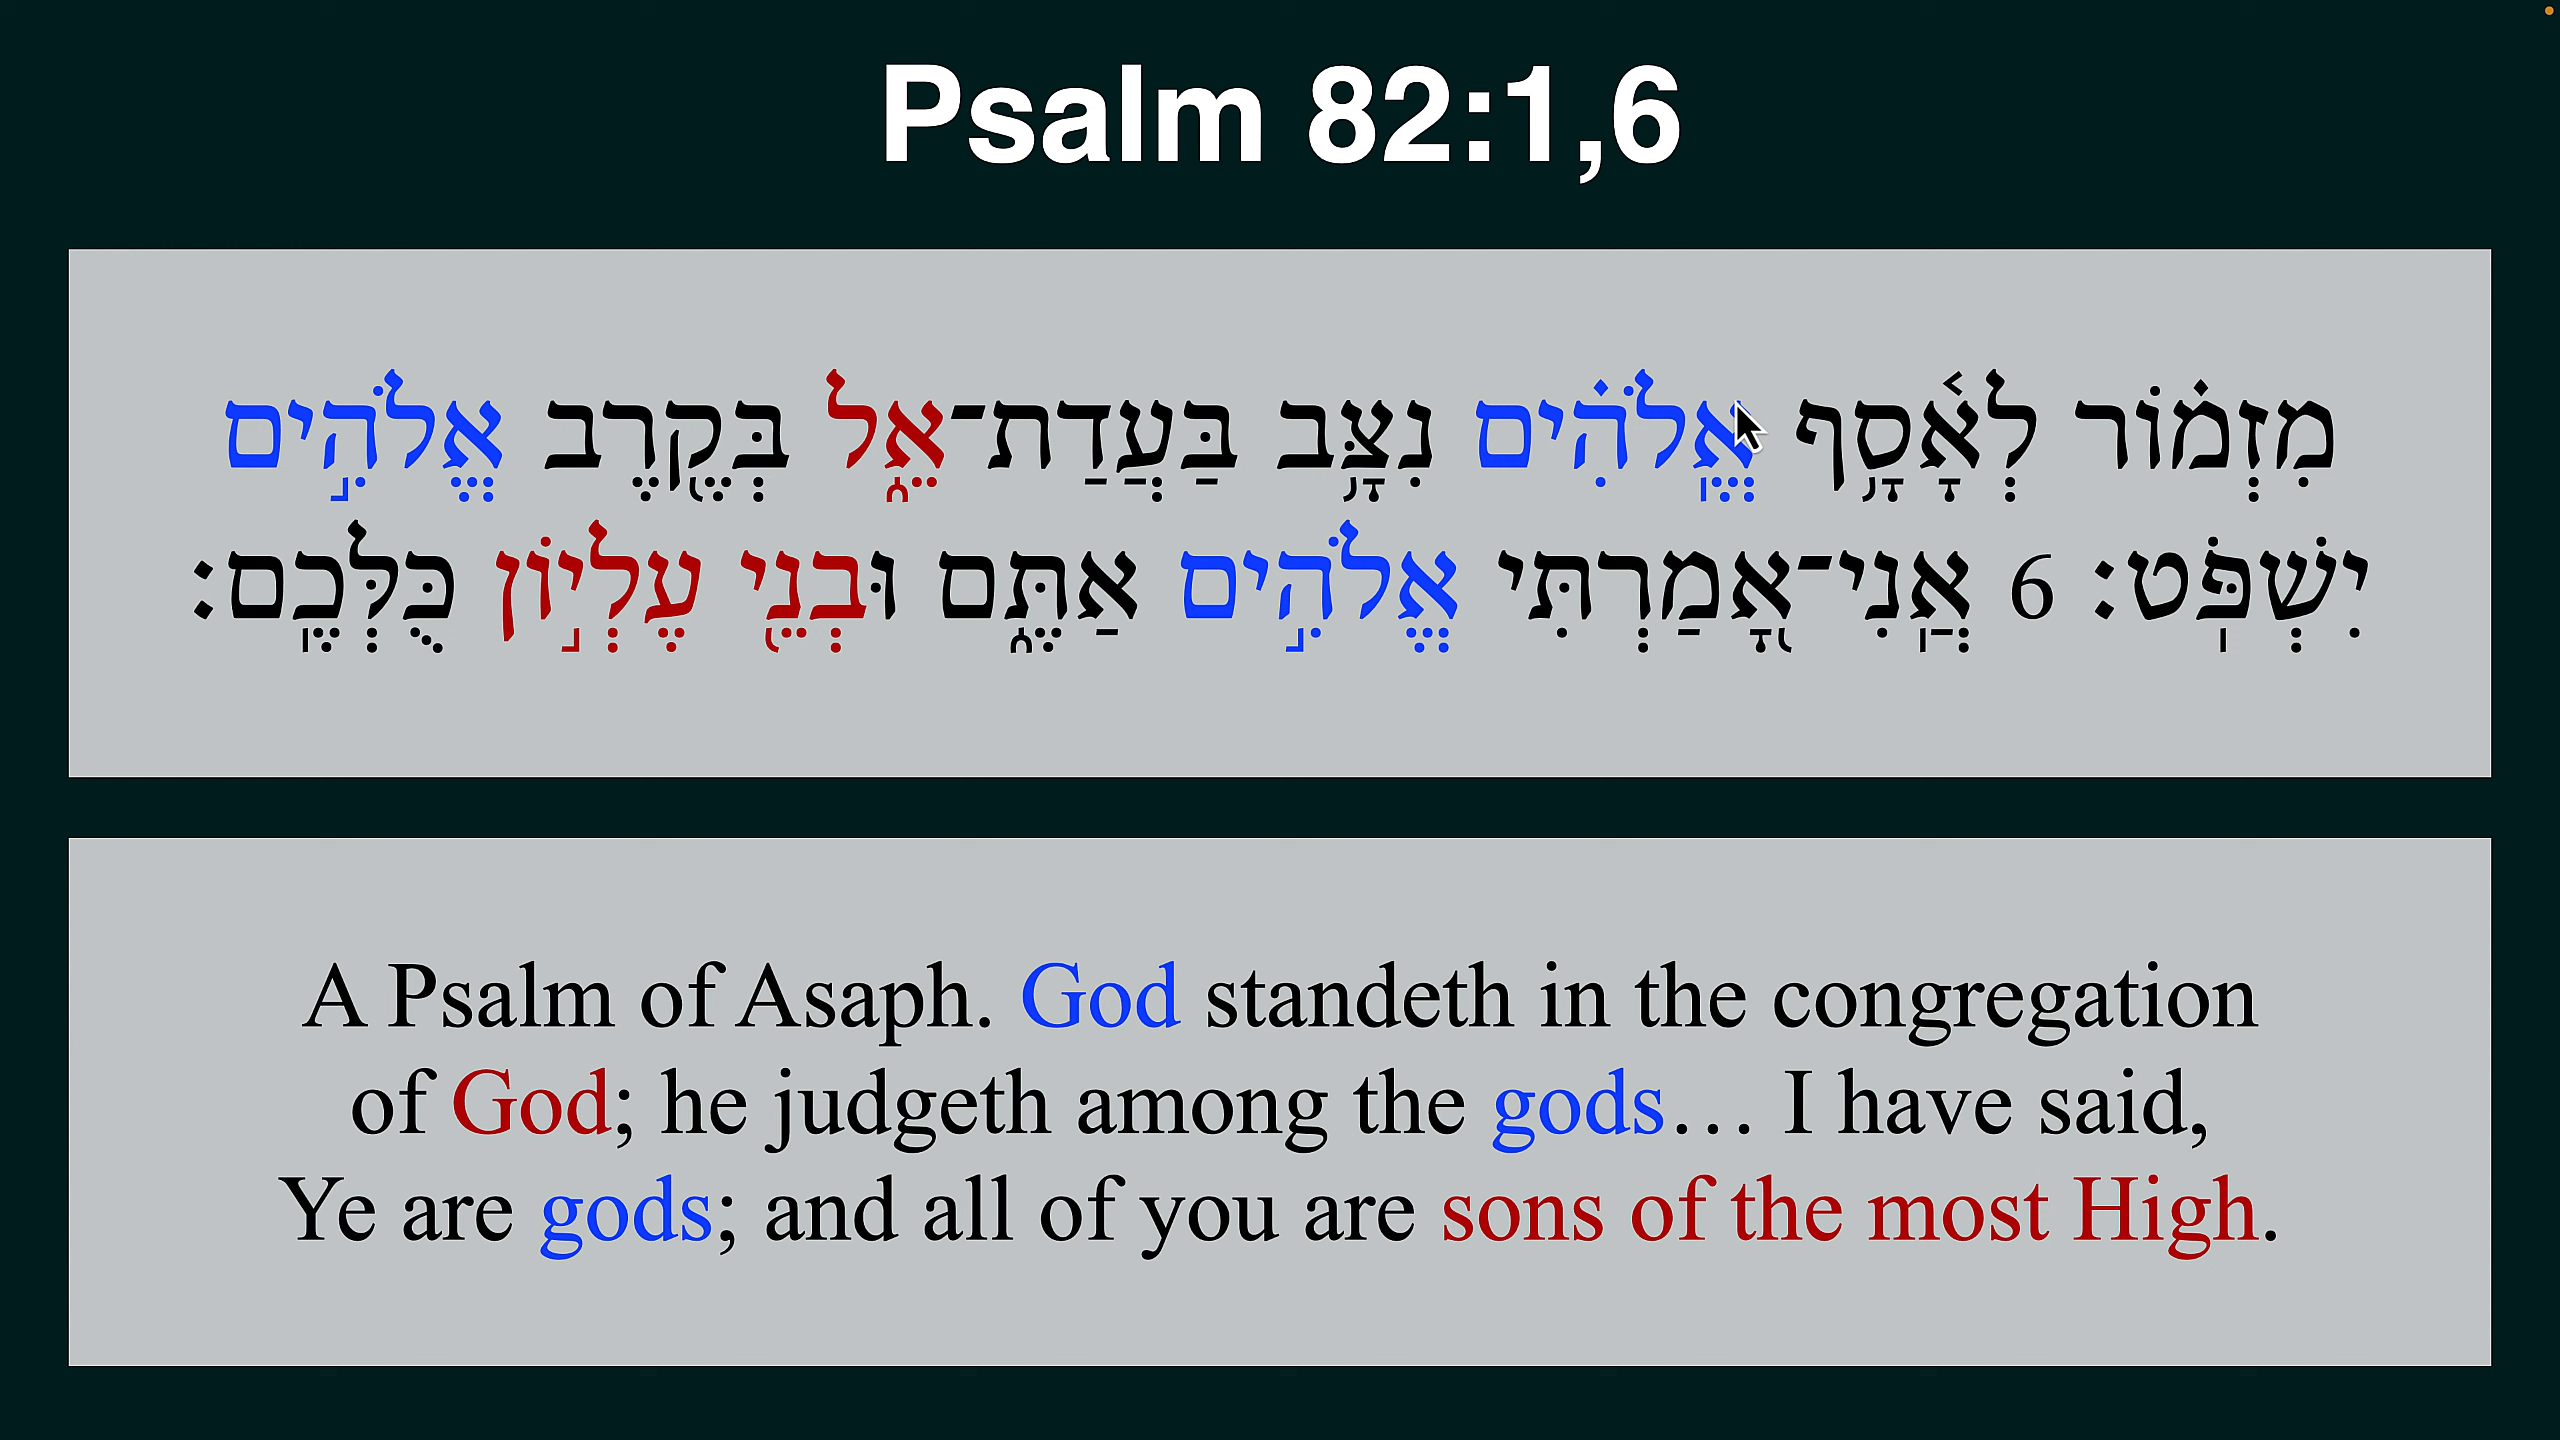 Psalm 82:1,6
מִזְמ֗וֹר לְאָ֫סָ֥ף אֱֽלֹהִ֗ים נִצָּ֥ב בַּעֲדַת־אֵ֑ל בְּקֶ֖רֶב אֱלֹהִ֣ים
יִשְׁפֹּֽט׃ 6 אֲֽנִי־אָ֭מַרְתִּי אֱלֹהִ֣ים אַתֶּ֑ם וּבְנֵ֖י עֶלְי֣וֹן כֻּלְּכֶֽם׃
A Psalm of Asaph. God standeth in the congregation
of God; he judgeth among the gods… I have said,
Ye are gods; and all of you are sons of the most High.